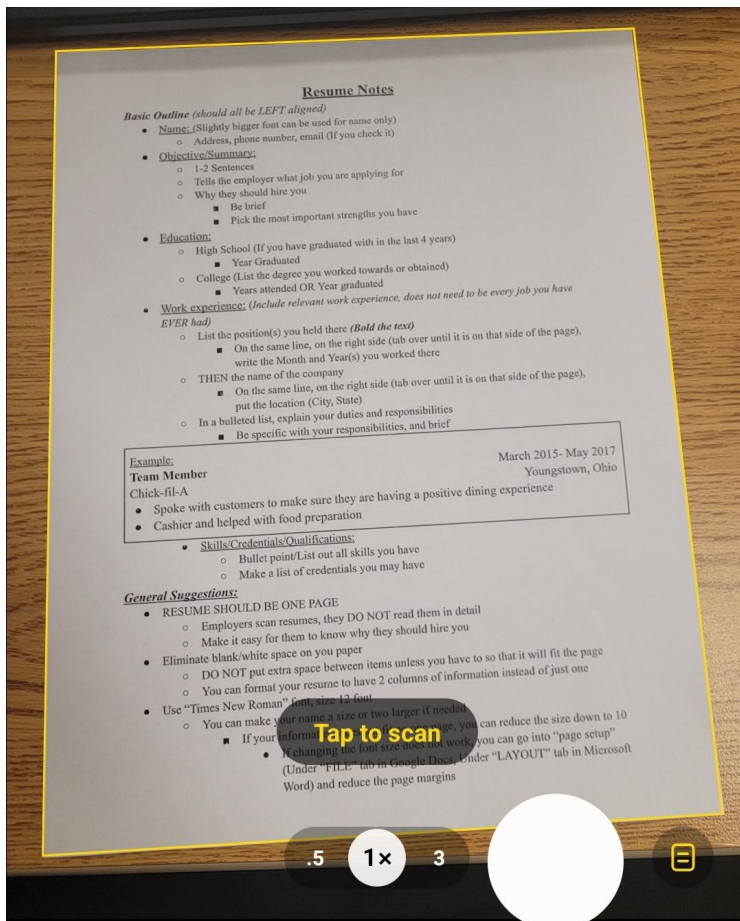 Resume Notes
Basic Outline (should all be LEFT aligned)
• Name: (Slightly bigger font can be used for name only)
○ Address, phone number, email (If you check it)
• Objective/Summary:
○ 1-2 Sentences
○ Tells the employer what job you are applying for
○ Why they should hire you
■ Be brief
■ Pick the most important strengths you have
• Education:
○ High School (If you have graduated with in the last 4 years)
■ Year Graduated
○ College (List the degree you worked towards or obtained)
■ Years attended OR Year graduated
• Work experience: (Include relevant work experience, does not need to be every job you have
EVER had)
○ List the position(s) you held there (Bold the text)
■ On the same line, on the right side (tab over until it is on that side of the page),
write the Month and Year(s) you worked there
○ THEN the name of the company
■ On the same line, on the right side (tab over until it is on that side of the page),
put the location (City, State)
○ In a bulleted list, explain your duties and responsibilities
■ Be specific with your responsibilities, and brief
Example:
Team Member March 2015- May 2017
Chick-fil-A Youngstown, Ohio
• Spoke with customers to make sure they are having a positive dining experience
• Cashier and helped with food preparation
• Skills/Credentials/Qualifications:
○ Bullet point/List out all skills you have
○ Make a list of credentials you may have
General Suggestions:
• RESUME SHOULD BE ONE PAGE
○ Employers scan resumes, they DO NOT read them in detail
○ Make it easy for them to know why they should hire you
• Eliminate blank/white space on you paper
○ DO NOT put extra space between items unless you have to so that it will fit the page
○ You can format your resume to have 2 columns of information instead of just one
• Use “Times New Roman” font, size 12 font
○ You can make your name a size or two larger if needed
■ If your page, you can reduce the size down to 10
• If changing the font size does not work, you can go into “page setup”
(Under “FILE” tab in Google Docs, Under “LAYOUT” tab in Microsoft
Word) and reduce the page margins
Tap to scan
.5 1× 3